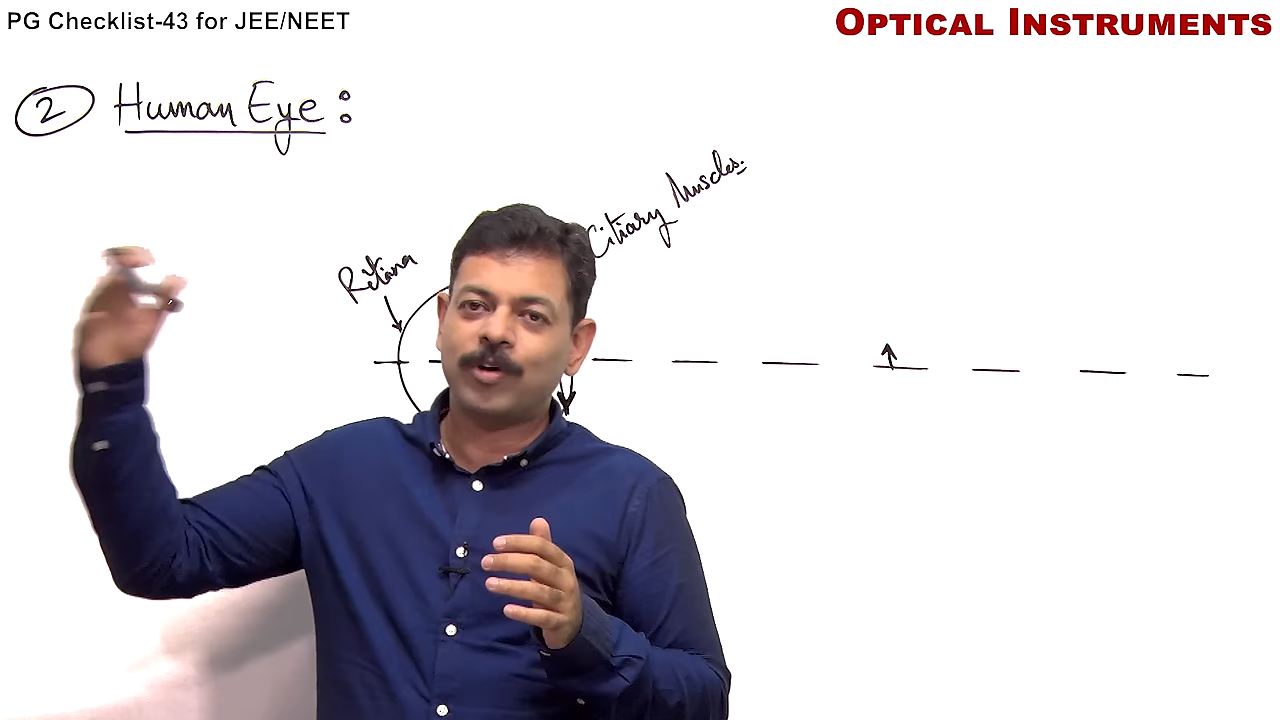 PG Checklist-43 for JEE/NEET
OPTICAL INSTRUMENTS
2 Human Eye:
Ciliary Muscles.
Retina